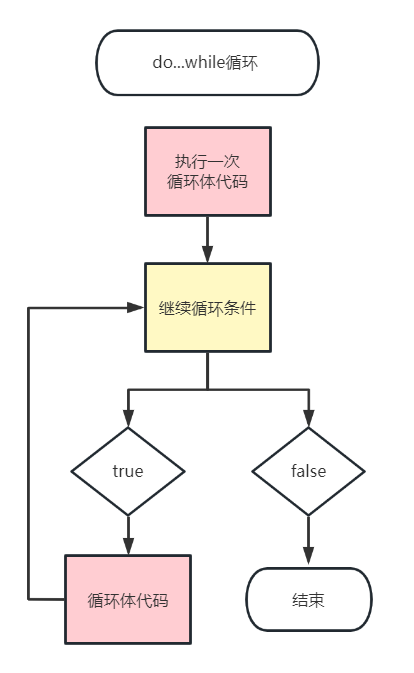 do...while循环
执行一次
循环体代码
继续循环条件
true
false
循环体代码
结束